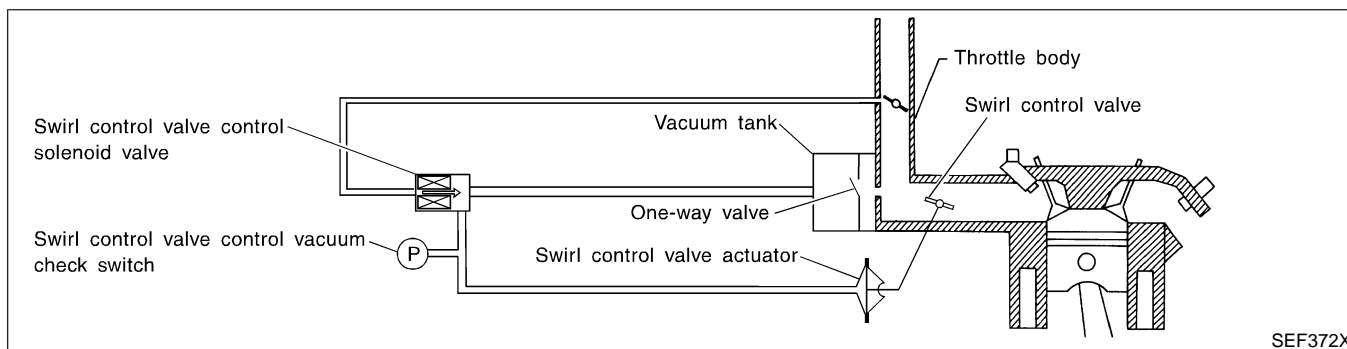 Throttle body
Swirl control valve
Swirl control valve control
solenoid valve
Vacuum tank
One-way valve
Swirl control valve control vacuum
check switch
P
Swirl control valve actuator
SEF372X